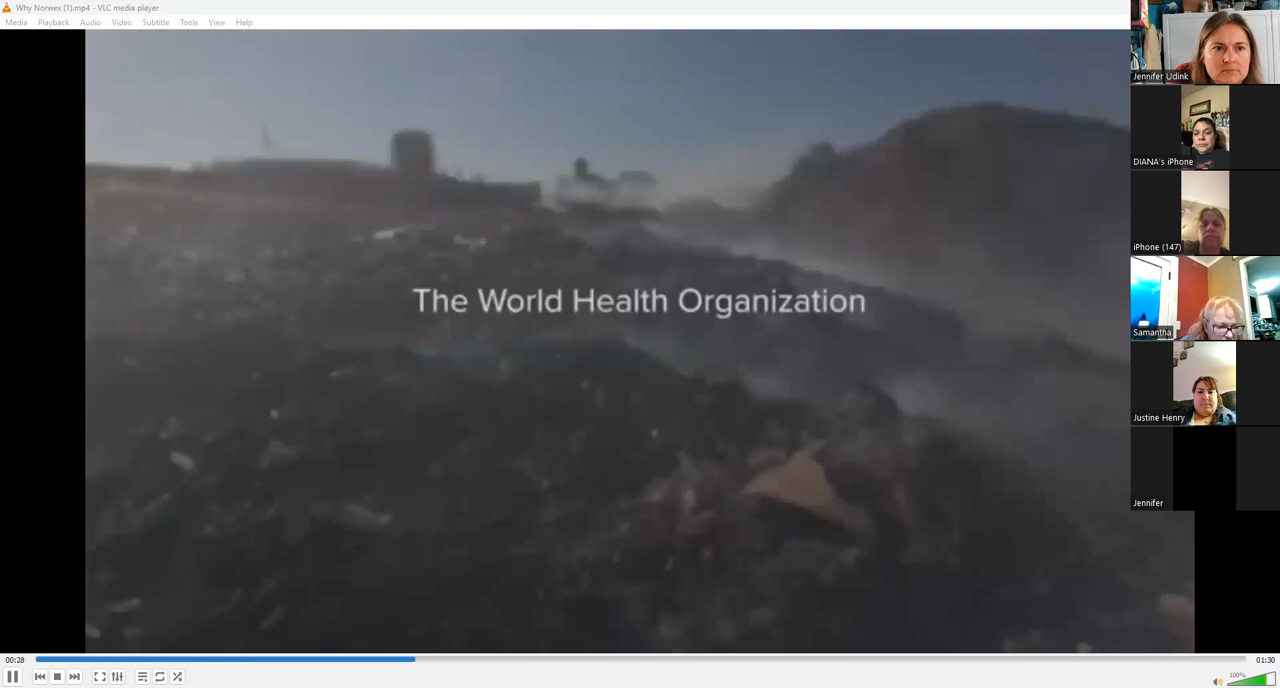 Why Norwex (1).mp4 - VLC media player
Media Playback Audio Video Subtitle Tools View Help
The World Health Organization
Jennifer Udink
DIANA's iPhone
iPhone (147)
Samantha
Justine Henry
Jennifer
00:28
01:30
100%